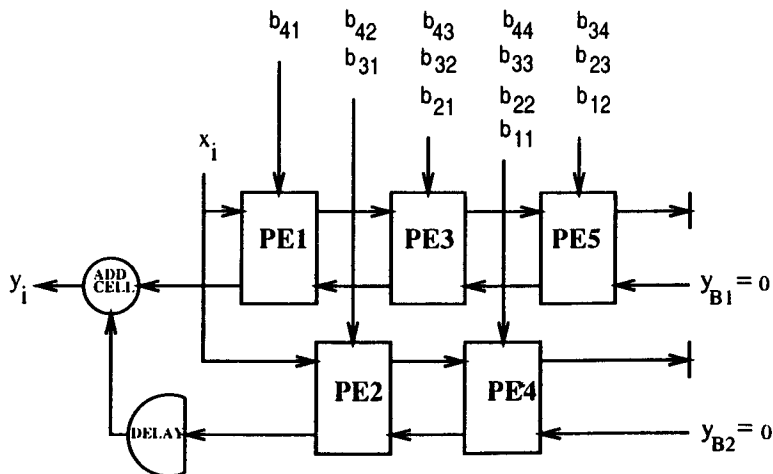 b41 b42 b43 b44 b34
b31 b32 b33 b23
b21 b22 b12
b11
xi
PE1 PE3 PE5
ADD
CELL
yi
yB1 = 0
PE2 PE4
DELAY
yB2 = 0